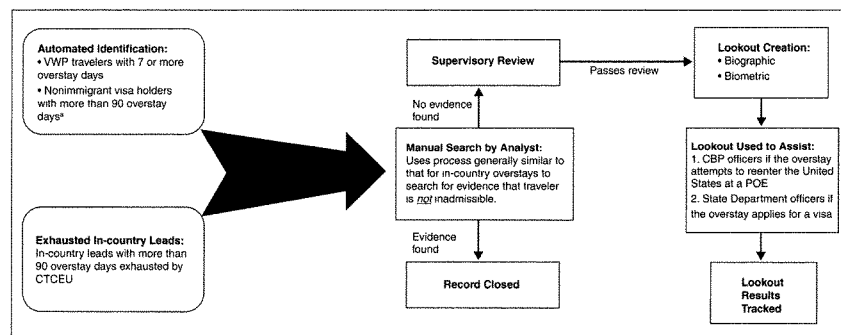 Automated Identification:
• VWP travelers with 7 or more
overstay days
• Nonimmigrant visa holders
with more than 90 overstay
daysª
Exhausted In-country Leads:
In-country leads with more than
90 overstay days exhausted by
CTCEU
Supervisory Review
No evidence
found
Manual Search by Analyst:
Uses process generally similar to
that for in-country overstays to
search for evidence that traveler
is not inadmissible.
Evidence
found
Record Closed
Passes review
Lookout Creation:
• Biographic
• Biometric
Lookout Used to Assist:
1. CBP officers if the overstay
attempts to reenter the United
States at a POE
2. State Department officers if
the overstay applies for a visa
Lookout
Results
Tracked